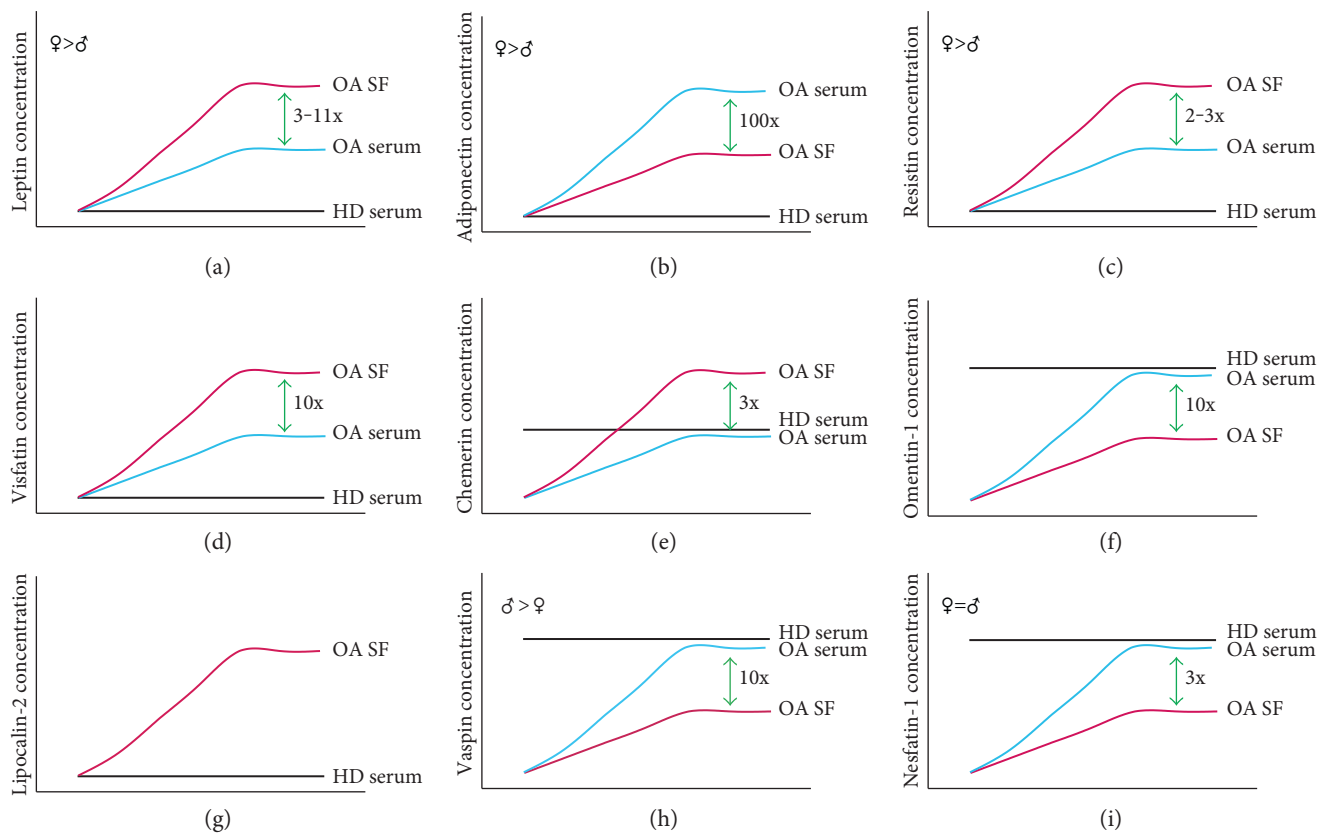 Leptin concentration
♀>♂
OA SF
3–11x
OA serum
HD serum
(a)
Adiponectin concentration
♀>♂
OA serum
100x
OA SF
HD serum
(b)
Resistin concentration
♀>♂
OA SF
2–3x
OA serum
HD serum
(c)
Visfatin concentration
OA SF
10x
OA serum
HD serum
(d)
Chemerin concentration
OA SF
3x
HD serum
OA serum
(e)
Omentin-1 concentration
HD serum
OA serum
10x
OA SF
(f)
Lipocalin-2 concentration
OA SF
HD serum
(g)
Vaspin concentration
♂ > ♀
HD serum
OA serum
10x
OA SF
(h)
Nesfatin-1 concentration
♀=♂
HD serum
OA serum
3x
OA SF
(i)